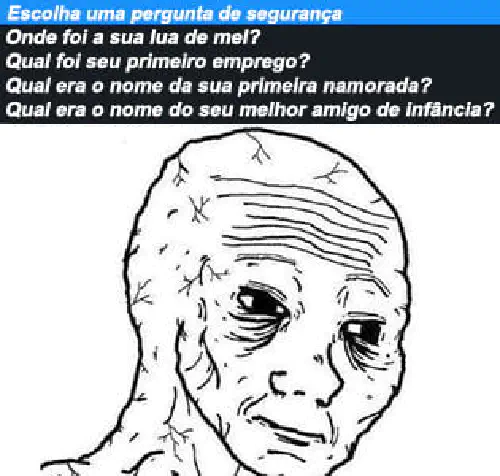 Escolha uma pergunta de segurança
Onde foi a sua lua de mel?
Qual foi seu primeiro emprego?
Qual era o nome da sua primeira namorada?
Qual era o nome do seu melhor amigo de infância?